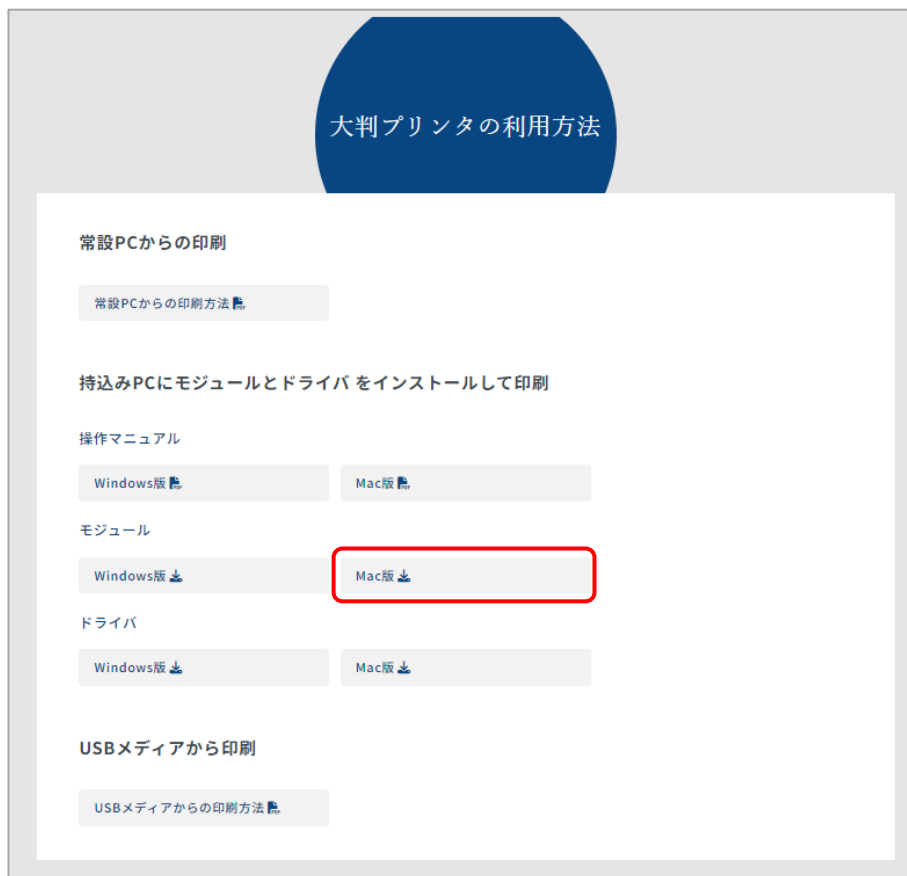 大判プリンタの利用方法
常設PCからの印刷
常設PCからの印刷方法
持込みPCにモジュールとドライバ をインストールして印刷
操作マニュアル
Windows版
Mac版
モジュール
Windows版
Mac版
ドライバ
Windows版
Mac版
USBメディアから印刷
USBメディアからの印刷方法